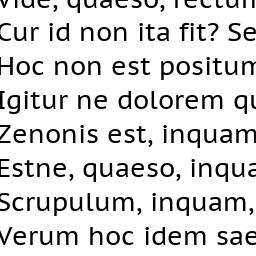 Vide, quaeso, rectum
Cur id non ita fit? Se
Hoc non est positum
Igitur ne dolorem qu
Zenonis est, inquam
Estne, quaeso, inqua
Scrupulum, inquam,
Verum hoc idem sae